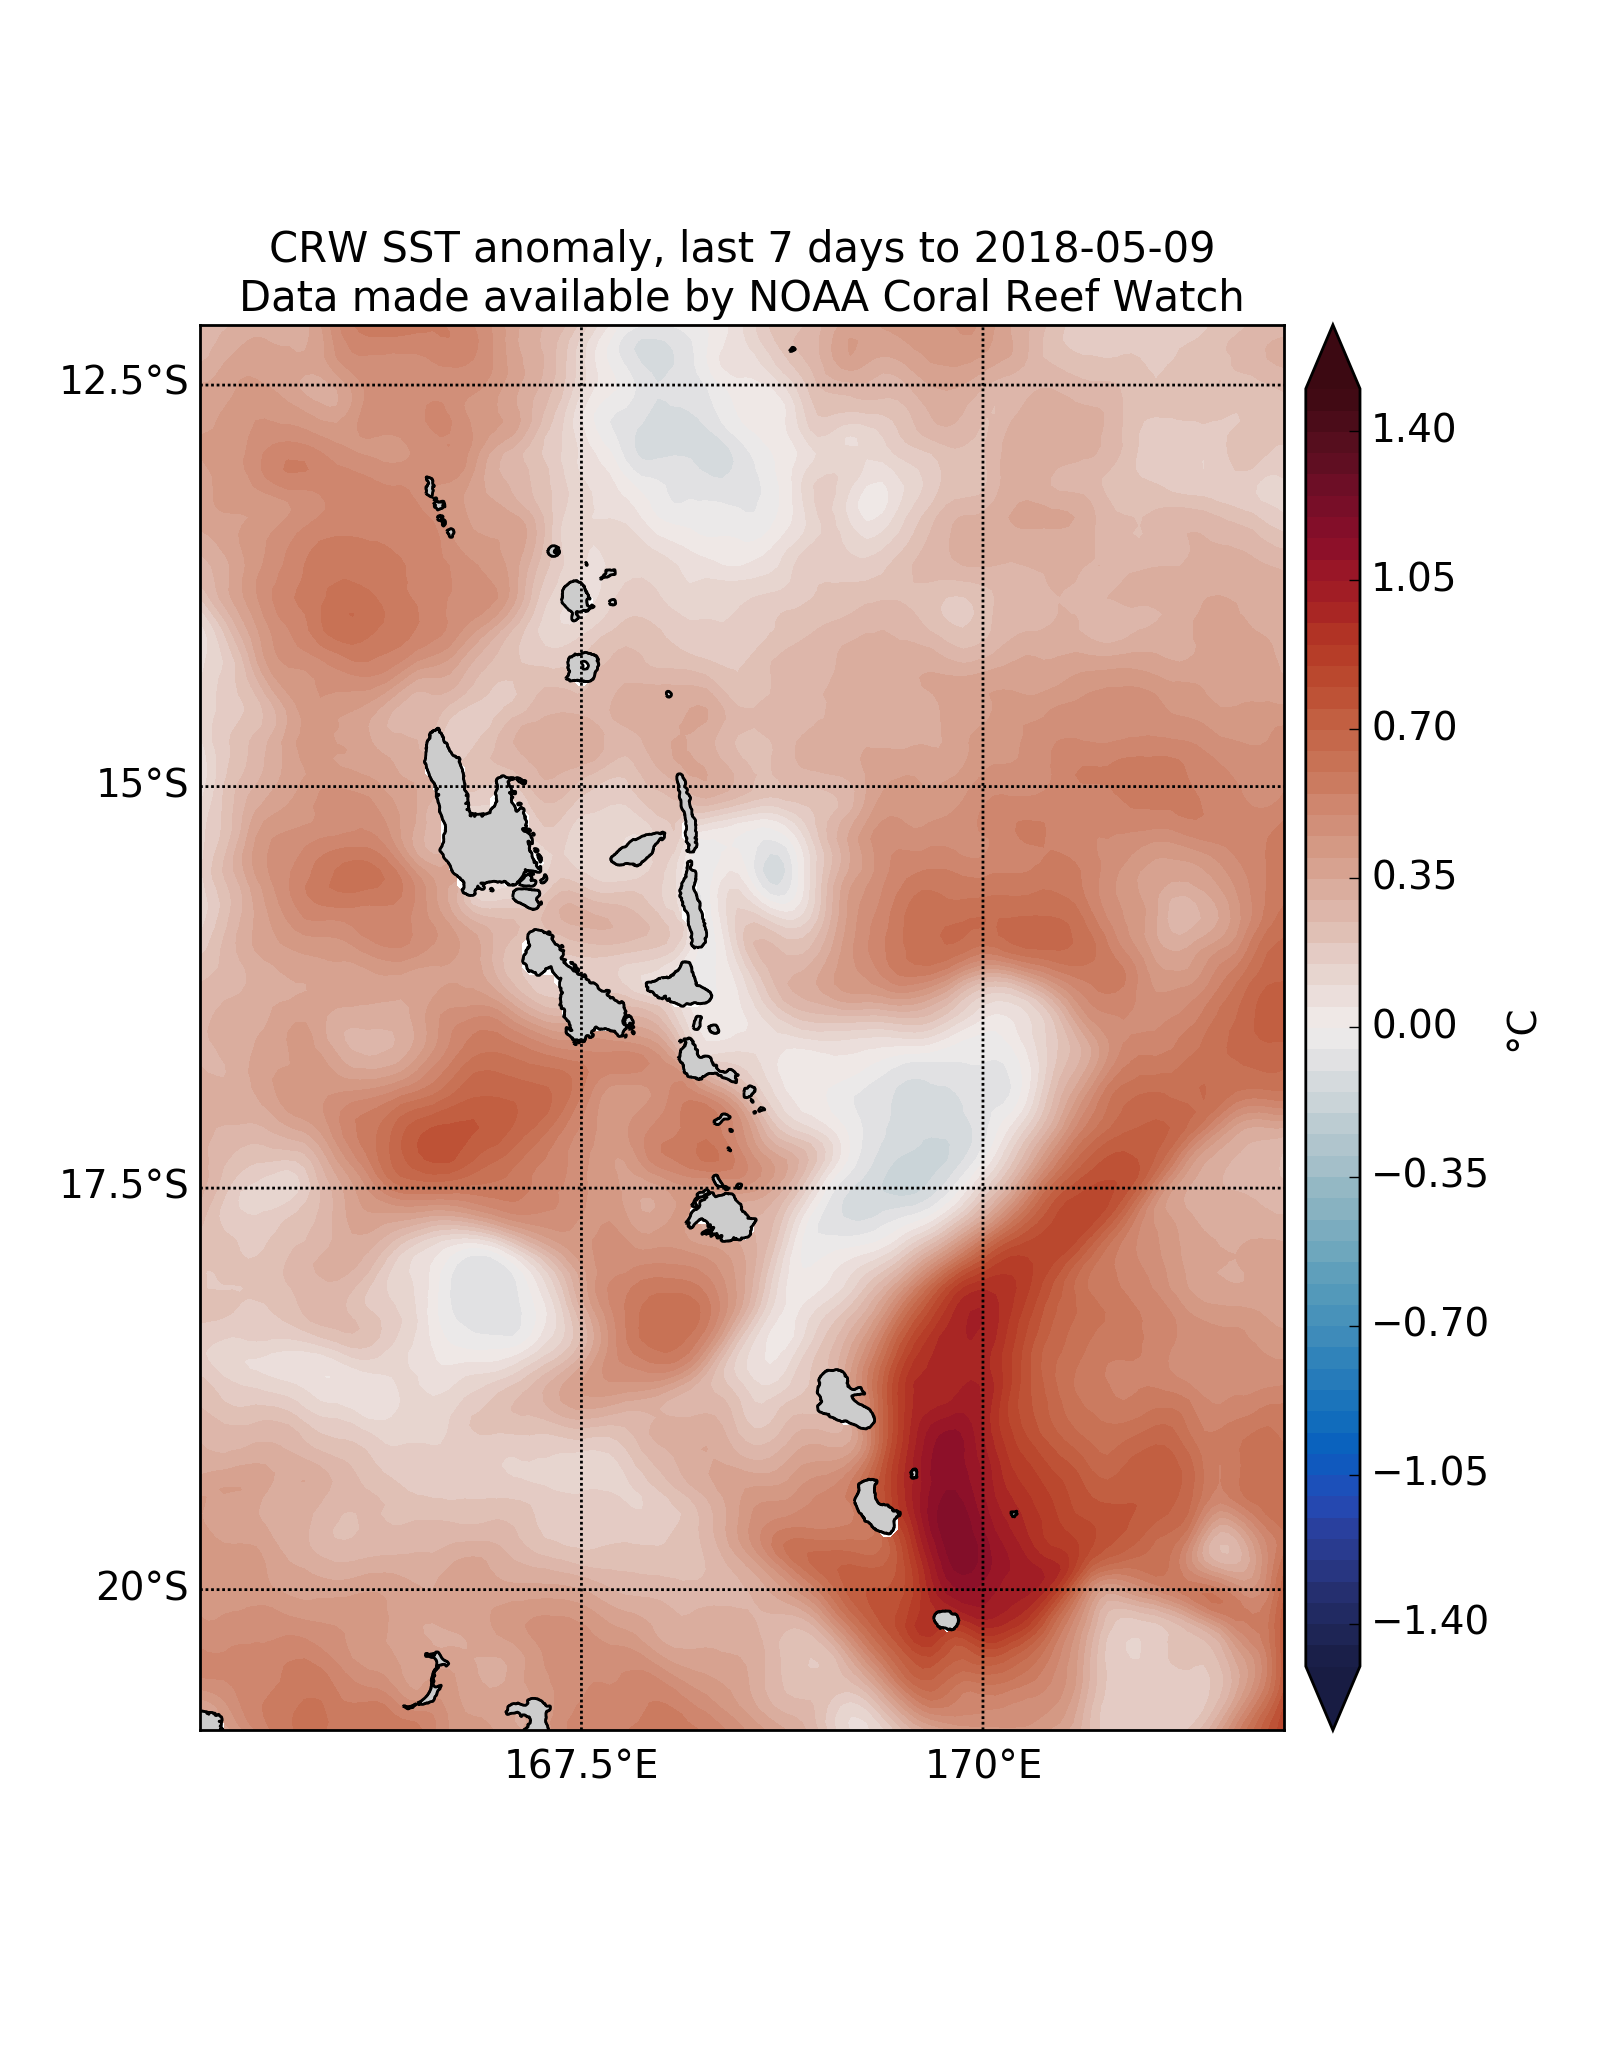 CRW SST anomaly, last 7 days to 2018-05-09
Data made available by NOAA Coral Reef Watch
12.5°S
15°S
17.5°S
20°S
167.5°E
170°E
1.40
1.05
0.70
0.35
0.00
−0.35
−0.70
−1.05
−1.40
°C